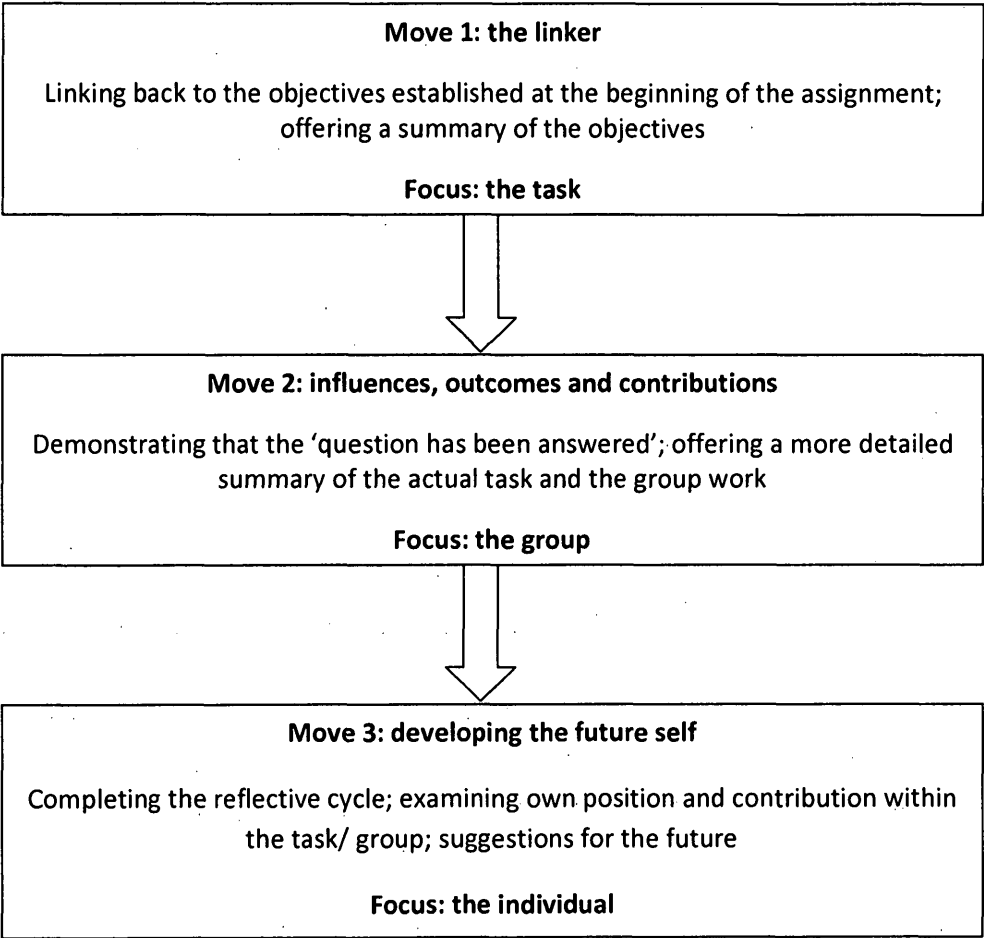 Move 1: the linker
Linking back to the objectives established at the beginning of the assignment;
offering a summary of the objectives
Focus: the task
Move 2: influences, outcomes and contributions
Demonstrating that the ‘question has been answered’; offering a more detailed
summary of the actual task and the group work
Focus: the group
Move 3: developing the future self
Completing the reflective cycle; examining own position and contribution within
the task/ group; suggestions for the future
Focus: the individual